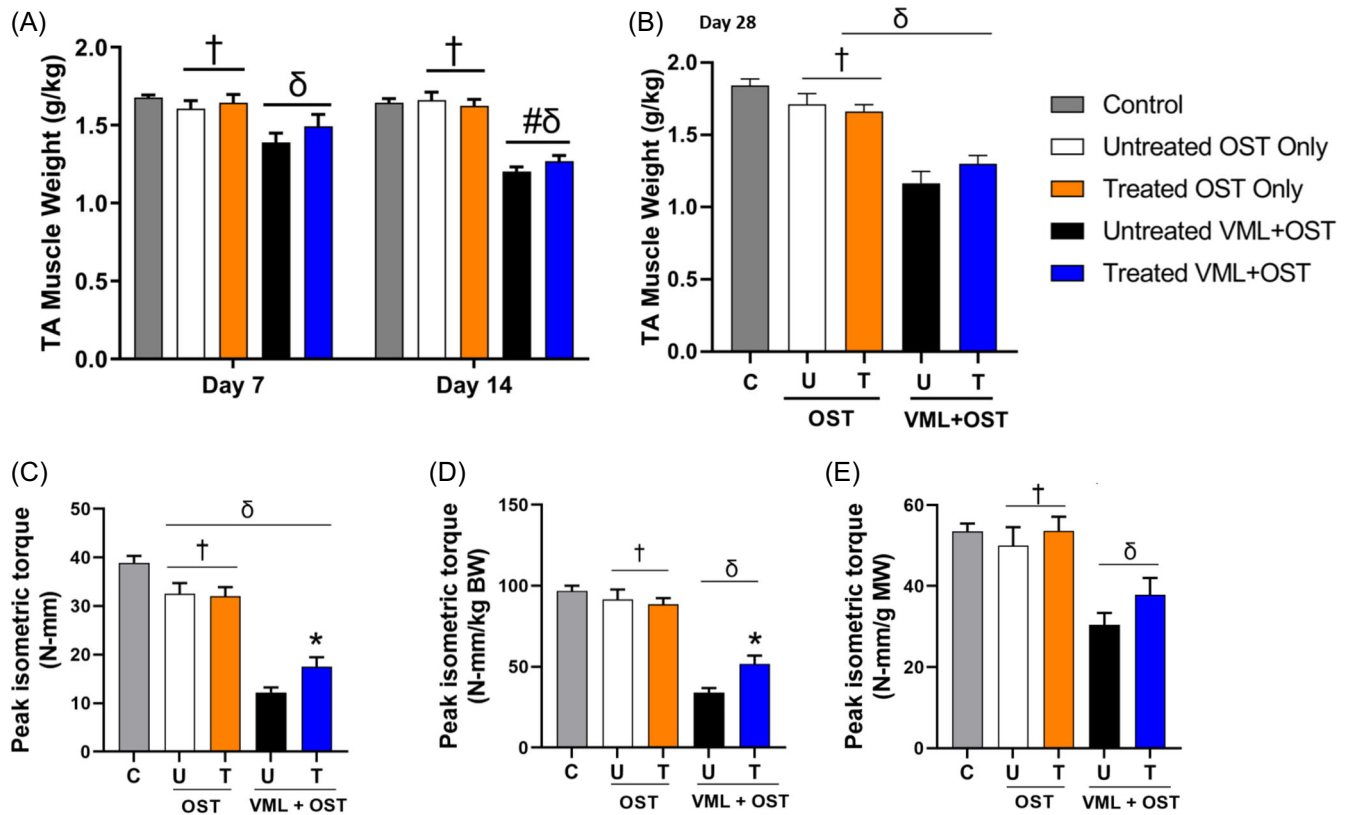 (A)
TA Muscle Weight (g/kg)
2.0
1.5
1.0
0.5
0.0
†
δ
†
#δ
Day 7
Day 14
(B)
Day 28
TA Muscle Weight (g/kg)
2.0
1.5
1.0
0.5
0.0
δ
†
C
U
T
U
T
OST
VML+OST
Control
Untreated OST Only
Treated OST Only
Untreated VML+OST
Treated VML+OST
(C)
Peak isometric torque
(N-mm)
50
40
30
20
10
0
δ
†
*
C
U
T
U
T
OST
VML + OST
(D)
Peak isometric torque
(N-mm/kg BW)
150
100
50
0
†
δ
*
C
U
T
U
T
OST
VML + OST
(E)
Peak isometric torque
(N-mm/g MW)
60
40
20
0
†
δ
C
U
T
U
T
OST
VML + OST